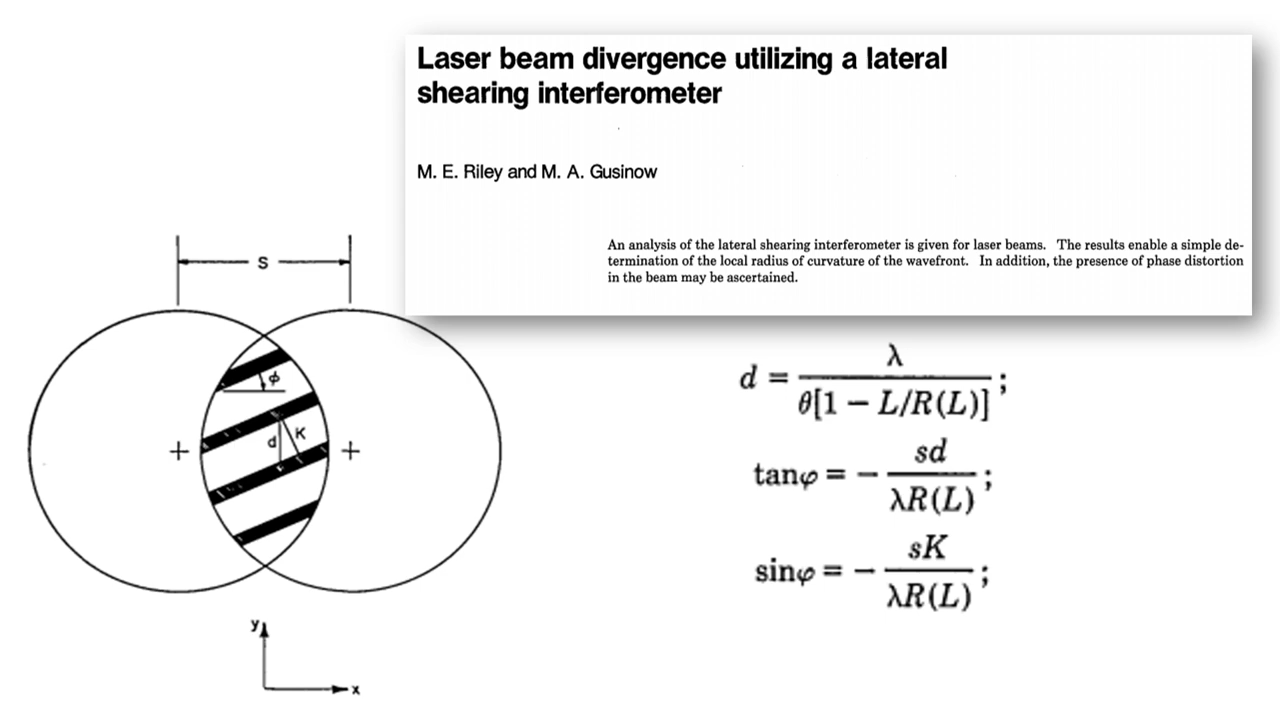 Laser beam divergence utilizing a lateral
shearing interferometer
M. E. Riley and M. A. Gusinow
An analysis of the lateral shearing interferometer is given for laser beams. The results enable a simple de-
termination of the local radius of curvature of the wavefront. In addition, the presence of phase distortion
in the beam may be ascertained.
S
ϕ
d K
y
x
d = λ / θ[1 − L/R(L)] ;
tanφ = − sd / λR(L) ;
sinφ = − sK / λR(L) ;